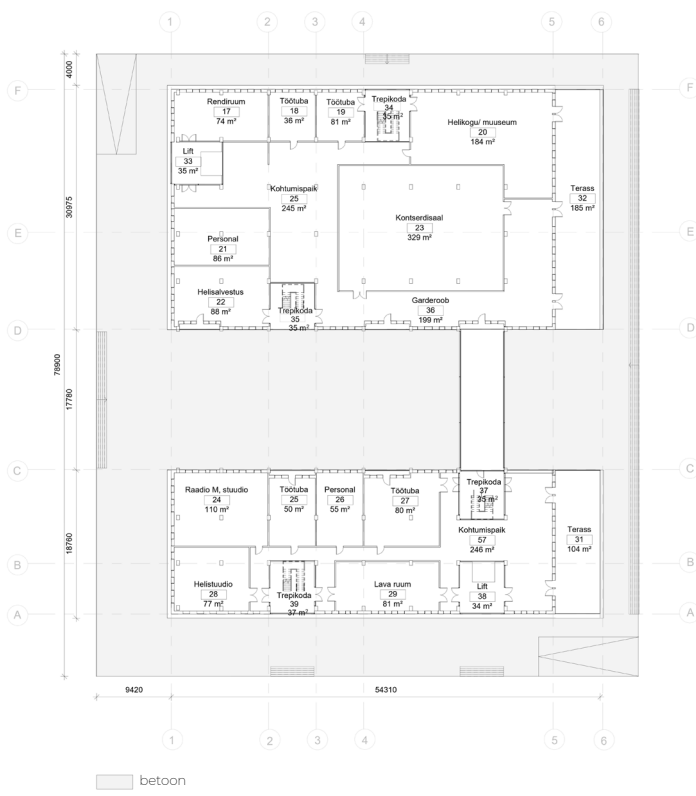 1
2
3
4
5
6
F
F
E
E
D
D
C
C
B
B
A
A
4000
30975
17780
18760
78900
Rendiruum
17
74 m²
Töötuba
18
36 m²
Töötuba
19
81 m²
Trepikoda
34
35 m²
Helikogu/ muuseum
20
184 m²
Lift
33
35 m²
Kohtumispaik
25
245 m²
Kontserdisaal
23
329 m²
Terass
32
185 m²
Personal
21
86 m²
Helisalvestus
22
88 m²
Trepikoda
35
35 m²
Garderoob
36
199 m²
Raadio M, stuudio
24
110 m²
Töötuba
25
50 m²
Personal
26
55 m²
Töötuba
27
80 m²
Trepikoda
37
35 m²
Kohtumispaik
57
246 m²
Terass
31
104 m²
Helistuudio
28
77 m²
Trepikoda
39
37 m²
Lava ruum
29
81 m²
Lift
38
34 m²
9420
54310
1
2
3
4
5
6
betoon